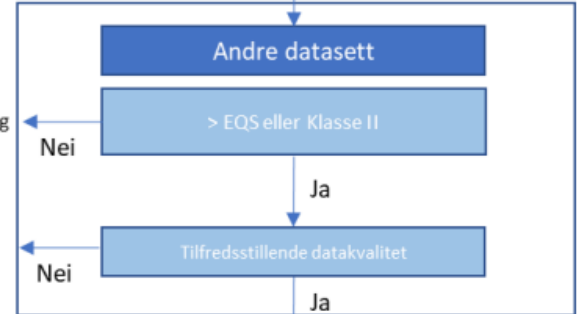 Andre datasett
> EQS eller Klasse II
g
Nei
Ja
Tilfredsstillende datakvalitet
Nei
Ja